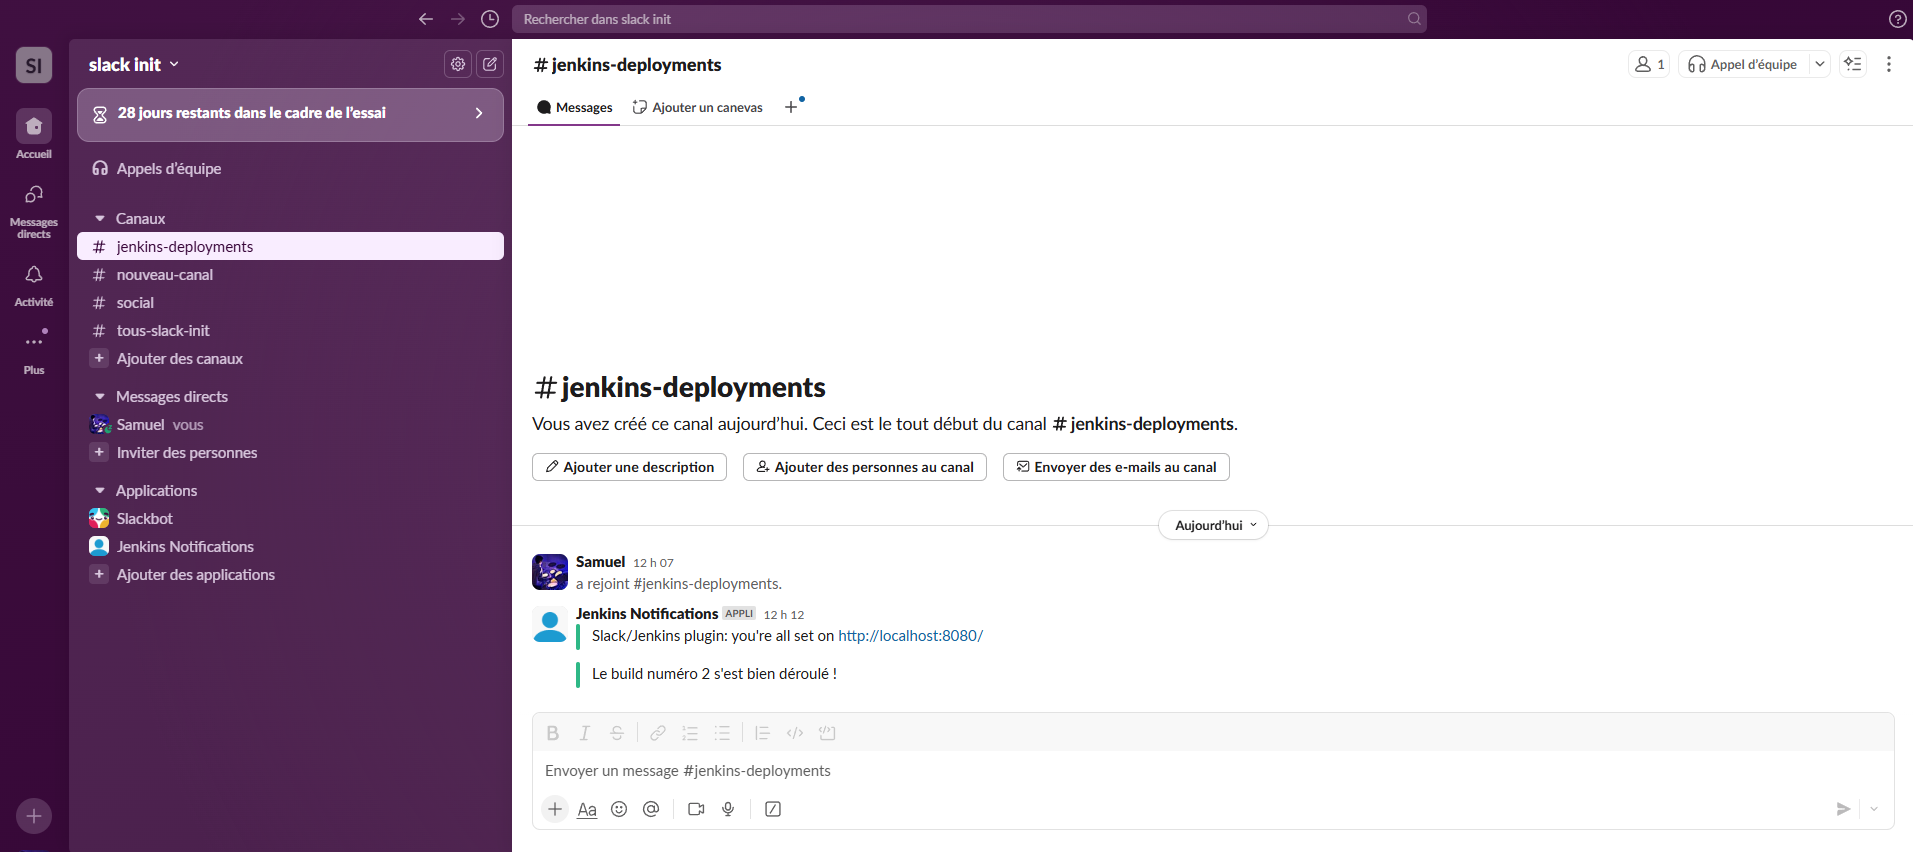 Rechercher dans slack init
SI
slack init
28 jours restants dans le cadre de l'essai
Accueil
Appels d'équipe
Messages directs
Canaux
jenkins-deployments
nouveau-canal
Activité
social
tous-slack-init
Plus
Ajouter des canaux
Messages directs
Samuel vous
Inviter des personnes
Applications
Slackbot
Jenkins Notifications
Ajouter des applications
# jenkins-deployments
1
Appel d'équipe
Messages
Ajouter un canevas
# jenkins-deployments
Vous avez créé ce canal aujourd'hui. Ceci est le tout début du canal # jenkins-deployments.
Ajouter une description
Ajouter des personnes au canal
Envoyer des e-mails au canal
Aujourd'hui
Samuel 12 h 07
a rejoint #jenkins-deployments.
Jenkins Notifications APPLI 12 h 12
Slack/Jenkins plugin: you're all set on http://localhost:8080/
Le build numéro 2 s'est bien déroulé !
Envoyer un message #jenkins-deployments
Aa